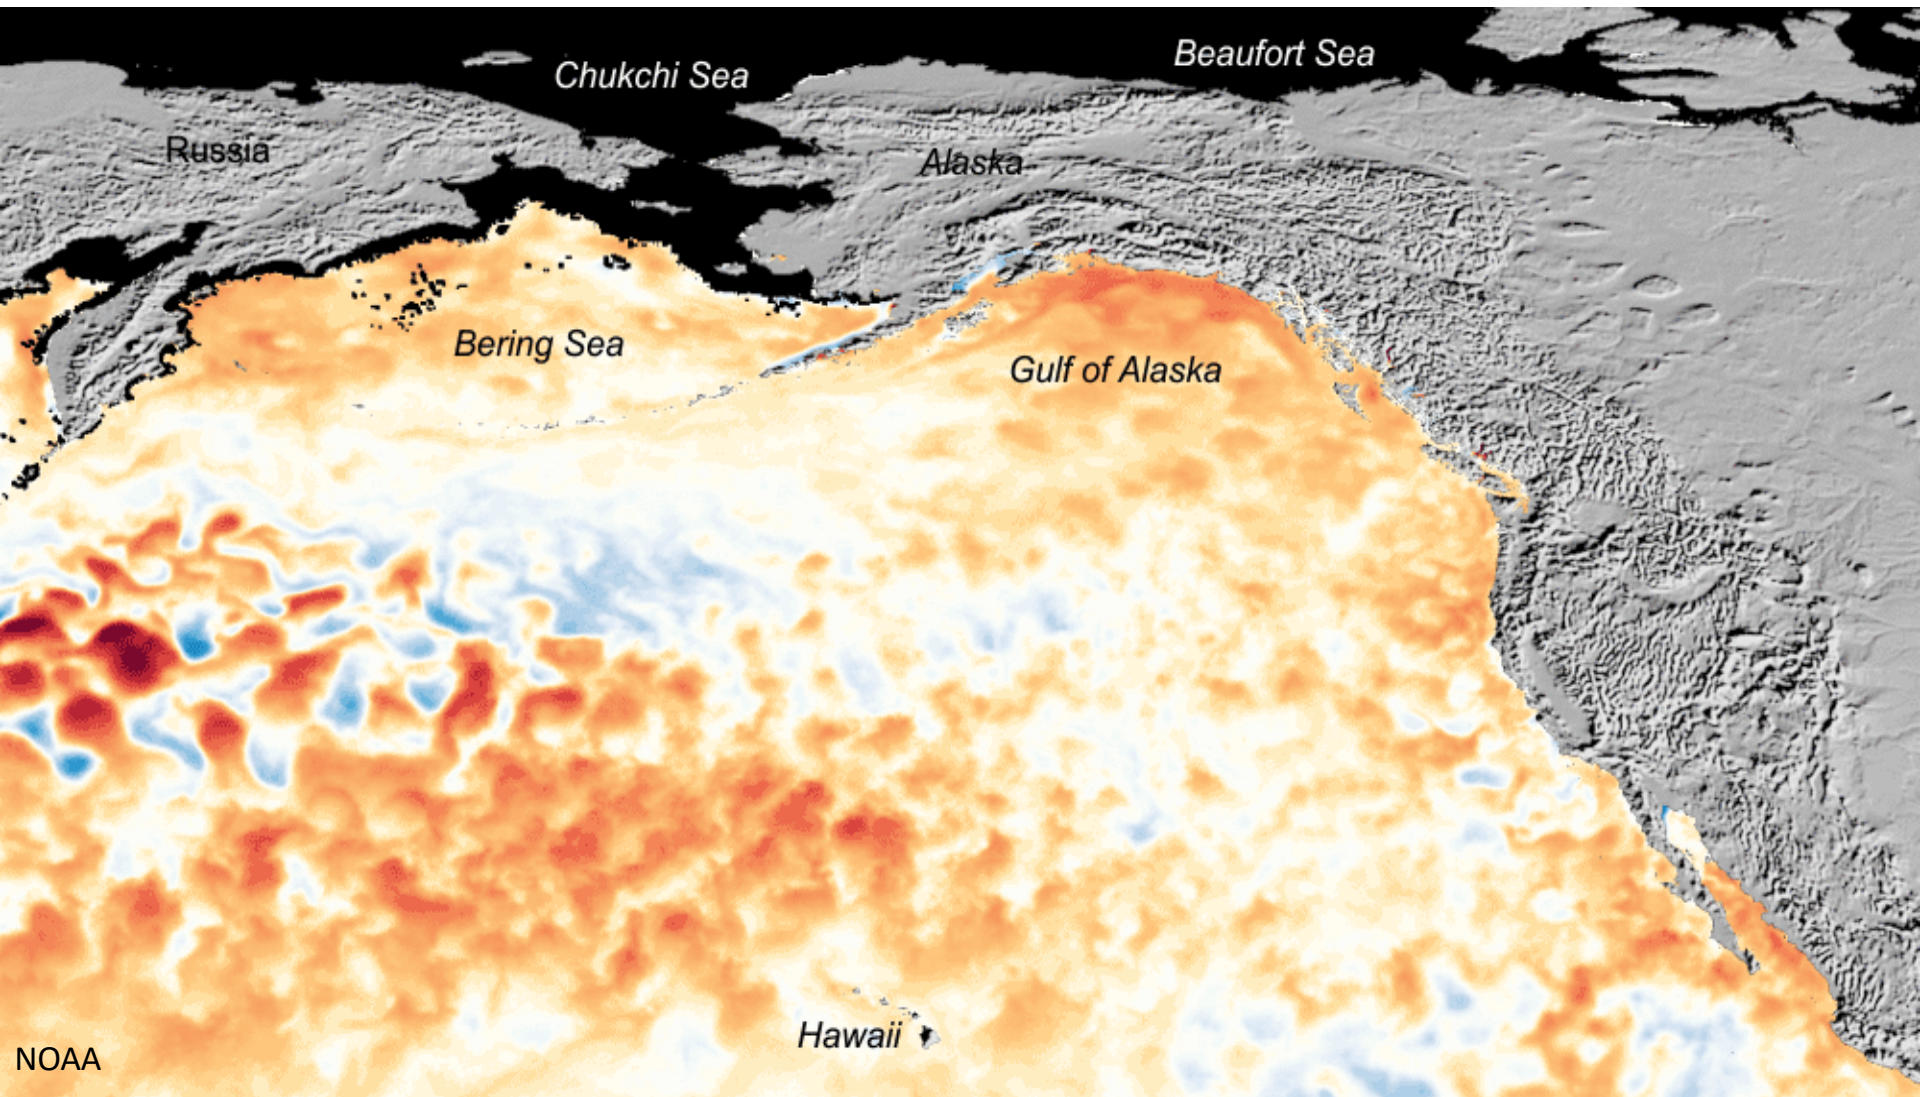 Beaufort Sea
Chukchi Sea
Russia
Alaska
Bering Sea
Gulf of Alaska
Hawaii
NOAA